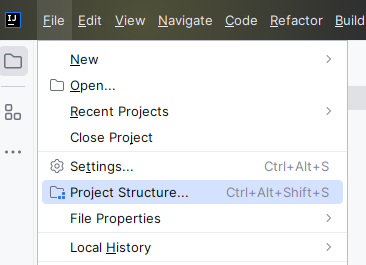 IJ File Edit View Navigate Code Refactor Build
New
Open...
Recent Projects
Close Project
Settings... Ctrl+Alt+S
Project Structure... Ctrl+Alt+Shift+S
File Properties
Local History